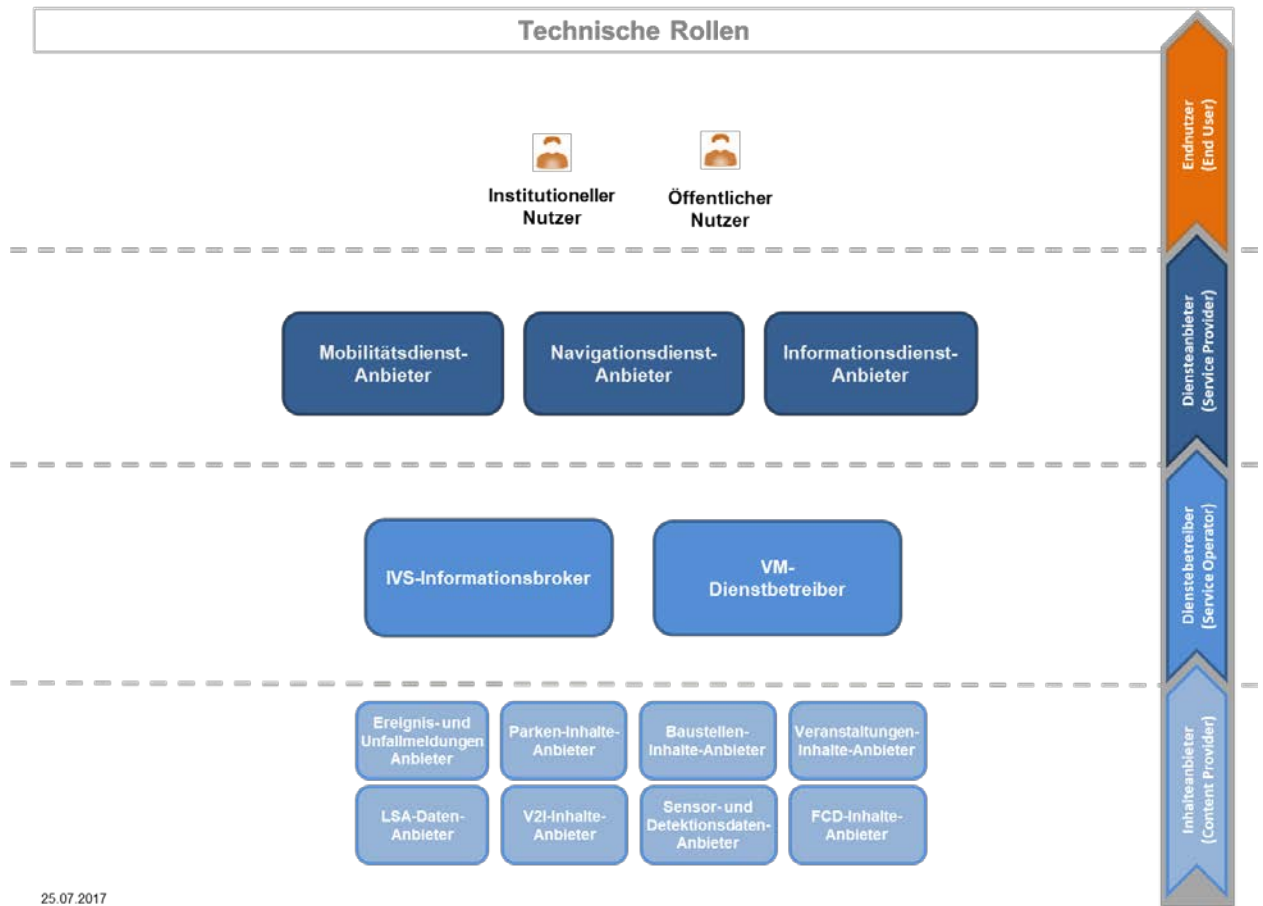 Technische Rollen
Institutioneller
Nutzer
Öffentlicher
Nutzer
Endnutzer
(End User)
Mobilitätsdienst-
Anbieter
Navigationsdienst-
Anbieter
Informationsdienst-
Anbieter
Diensteanbieter
(Service Provider)
IVS-Informationsbroker
VM-
Dienstbetreiber
Dienstebetreiber
(Service Operator)
Ereignis- und
Unfallmeldungen
Anbieter
Parken-Inhalte-
Anbieter
Baustellen-
Inhalte-Anbieter
Veranstaltungen-
Inhalte-Anbieter
LSA-Daten-
Anbieter
V2I-Inhalte-
Anbieter
Sensor- und
Detektionsdaten-
Anbieter
FCD-Inhalte-
Anbieter
Inhalteanbieter
(Content Provider)
25.07.2017